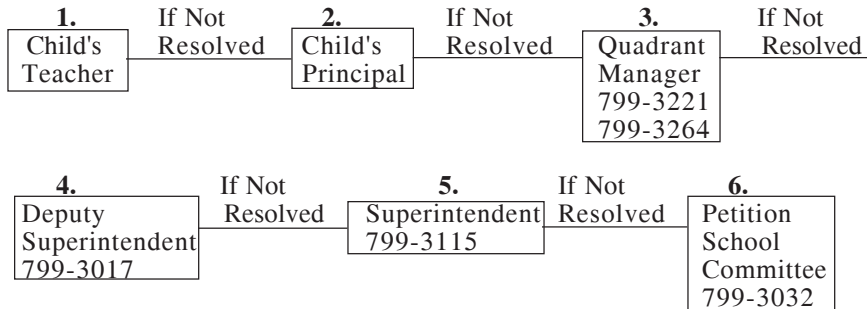 1. If Not 2. If Not 3. If Not
Child's Resolved Child's Resolved Quadrant Resolved
Teacher Principal Manager
799-3221
799-3264
4. If Not 5. If Not 6.
Deputy Resolved Superintendent Resolved Petition
Superintendent 799-3115 School
799-3017 Committee
799-3032